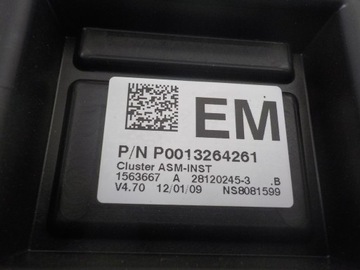 EM
P/N P0013264261
Cluster ASM-INST
1563667 A 28120245-3 .B
V4.70 12/01/09 NS8081599